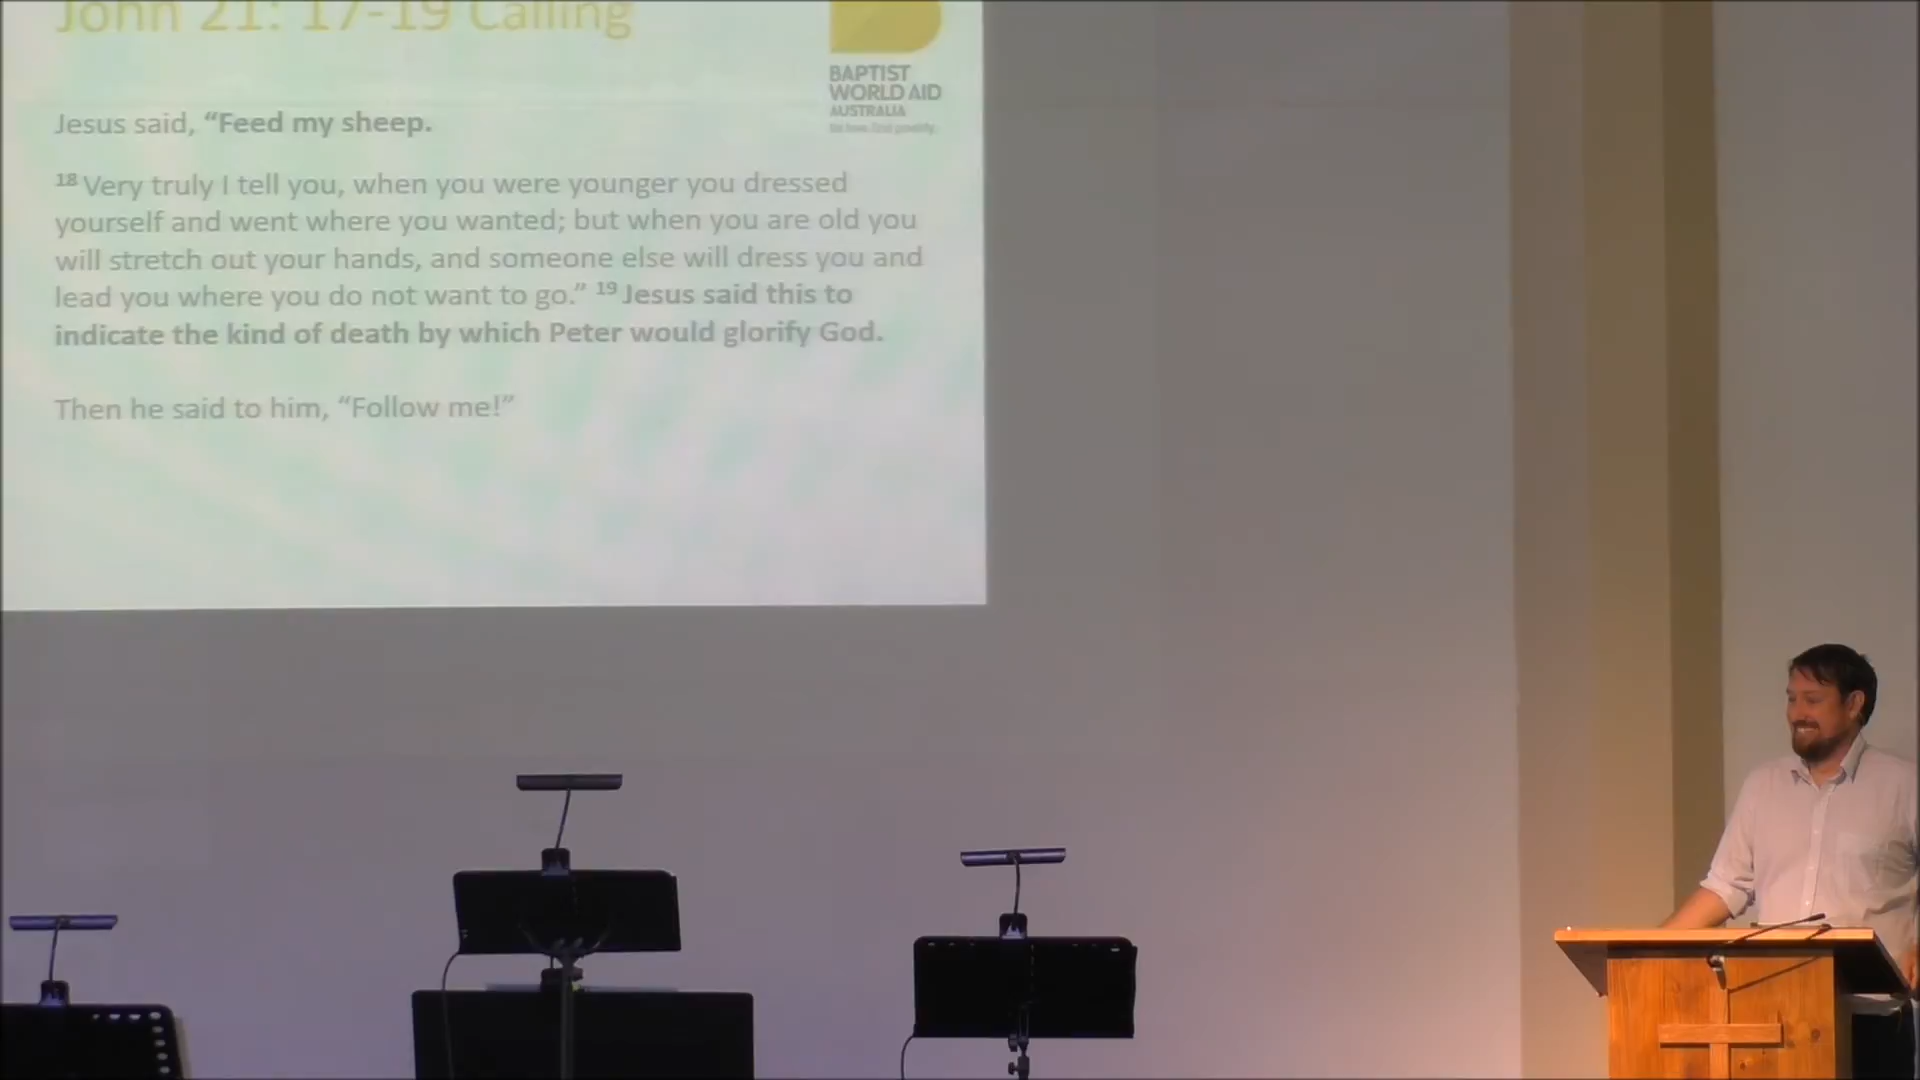 John 21: 17-19 Calling
BAPTIST
WORLD AID
AUSTRALIA
Jesus said, “Feed my sheep.
18 Very truly I tell you, when you were younger you dressed
yourself and went where you wanted; but when you are old you
will stretch out your hands, and someone else will dress you and
lead you where you do not want to go.” 19 Jesus said this to
indicate the kind of death by which Peter would glorify God.
Then he said to him, “Follow me!”